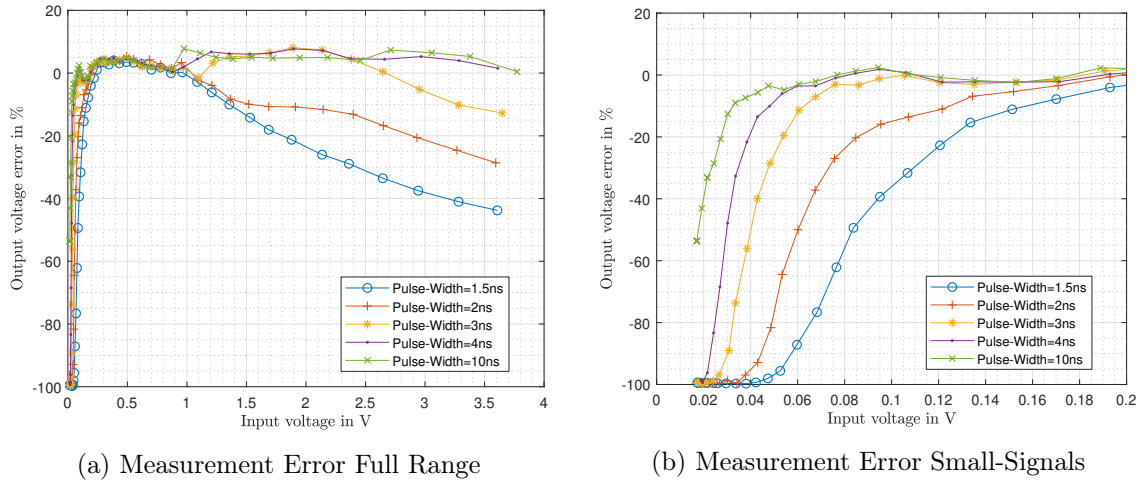 20
0
-20
-40
-60
-80
-100
Output voltage error in %
0
0.5
1
1.5
2
2.5
3
3.5
4
Input voltage in V
Pulse-Width=1.5ns
Pulse-Width=2ns
Pulse-Width=3ns
Pulse-Width=4ns
Pulse-Width=10ns
(a) Measurement Error Full Range
20
0
-20
-40
-60
-80
-100
Output voltage error in %
0
0.02
0.04
0.06
0.08
0.1
0.12
0.14
0.16
0.18
0.2
Input voltage in V
Pulse-Width=1.5ns
Pulse-Width=2ns
Pulse-Width=3ns
Pulse-Width=4ns
Pulse-Width=10ns
(b) Measurement Error Small-Signals